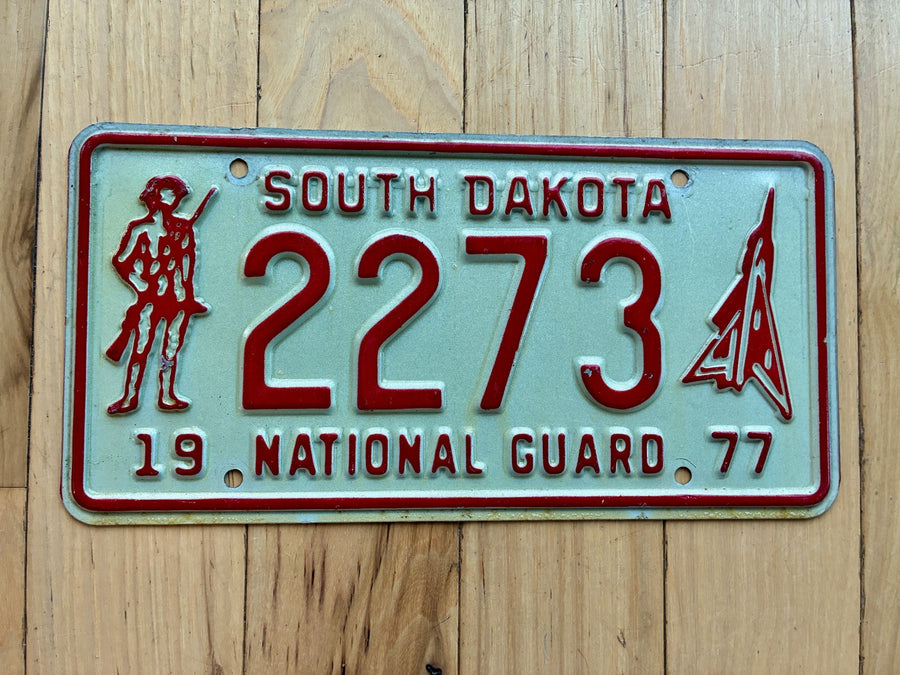 SOUTH DAKOTA
2273
19 NATIONAL GUARD 77